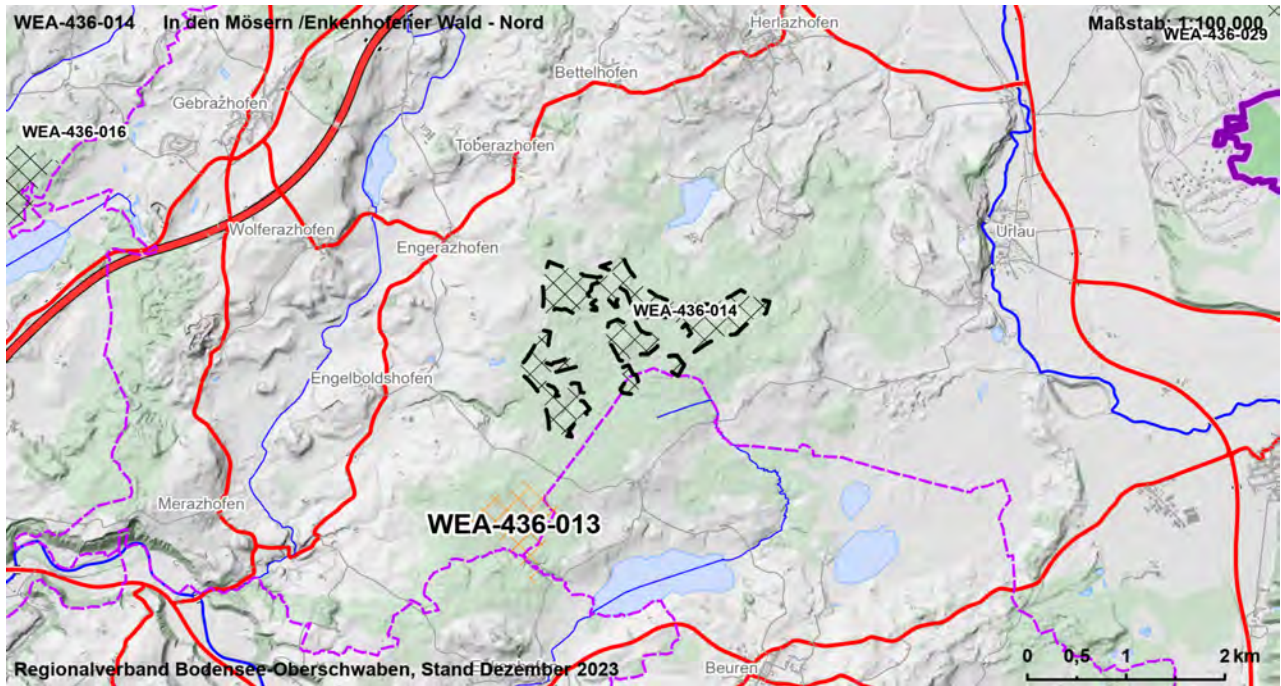 WEA-436-014 In den Mösern /Enkenhofener Wald - Nord
Herlazhofen
Maßstab: 1:100 000
WEA-436-029
Bettelhofen
Gebrazhofen
WEA-436-016
Toberazhofen
Wolferazhofen
Engerazhofen
Urlau
WEA-436-014
Engelboldshofen
Merazhofen
WEA-436-013
Regionalverband Bodensee-Oberschwaben, Stand Dezember 2023
Beuren
0 0,5 1 2 km